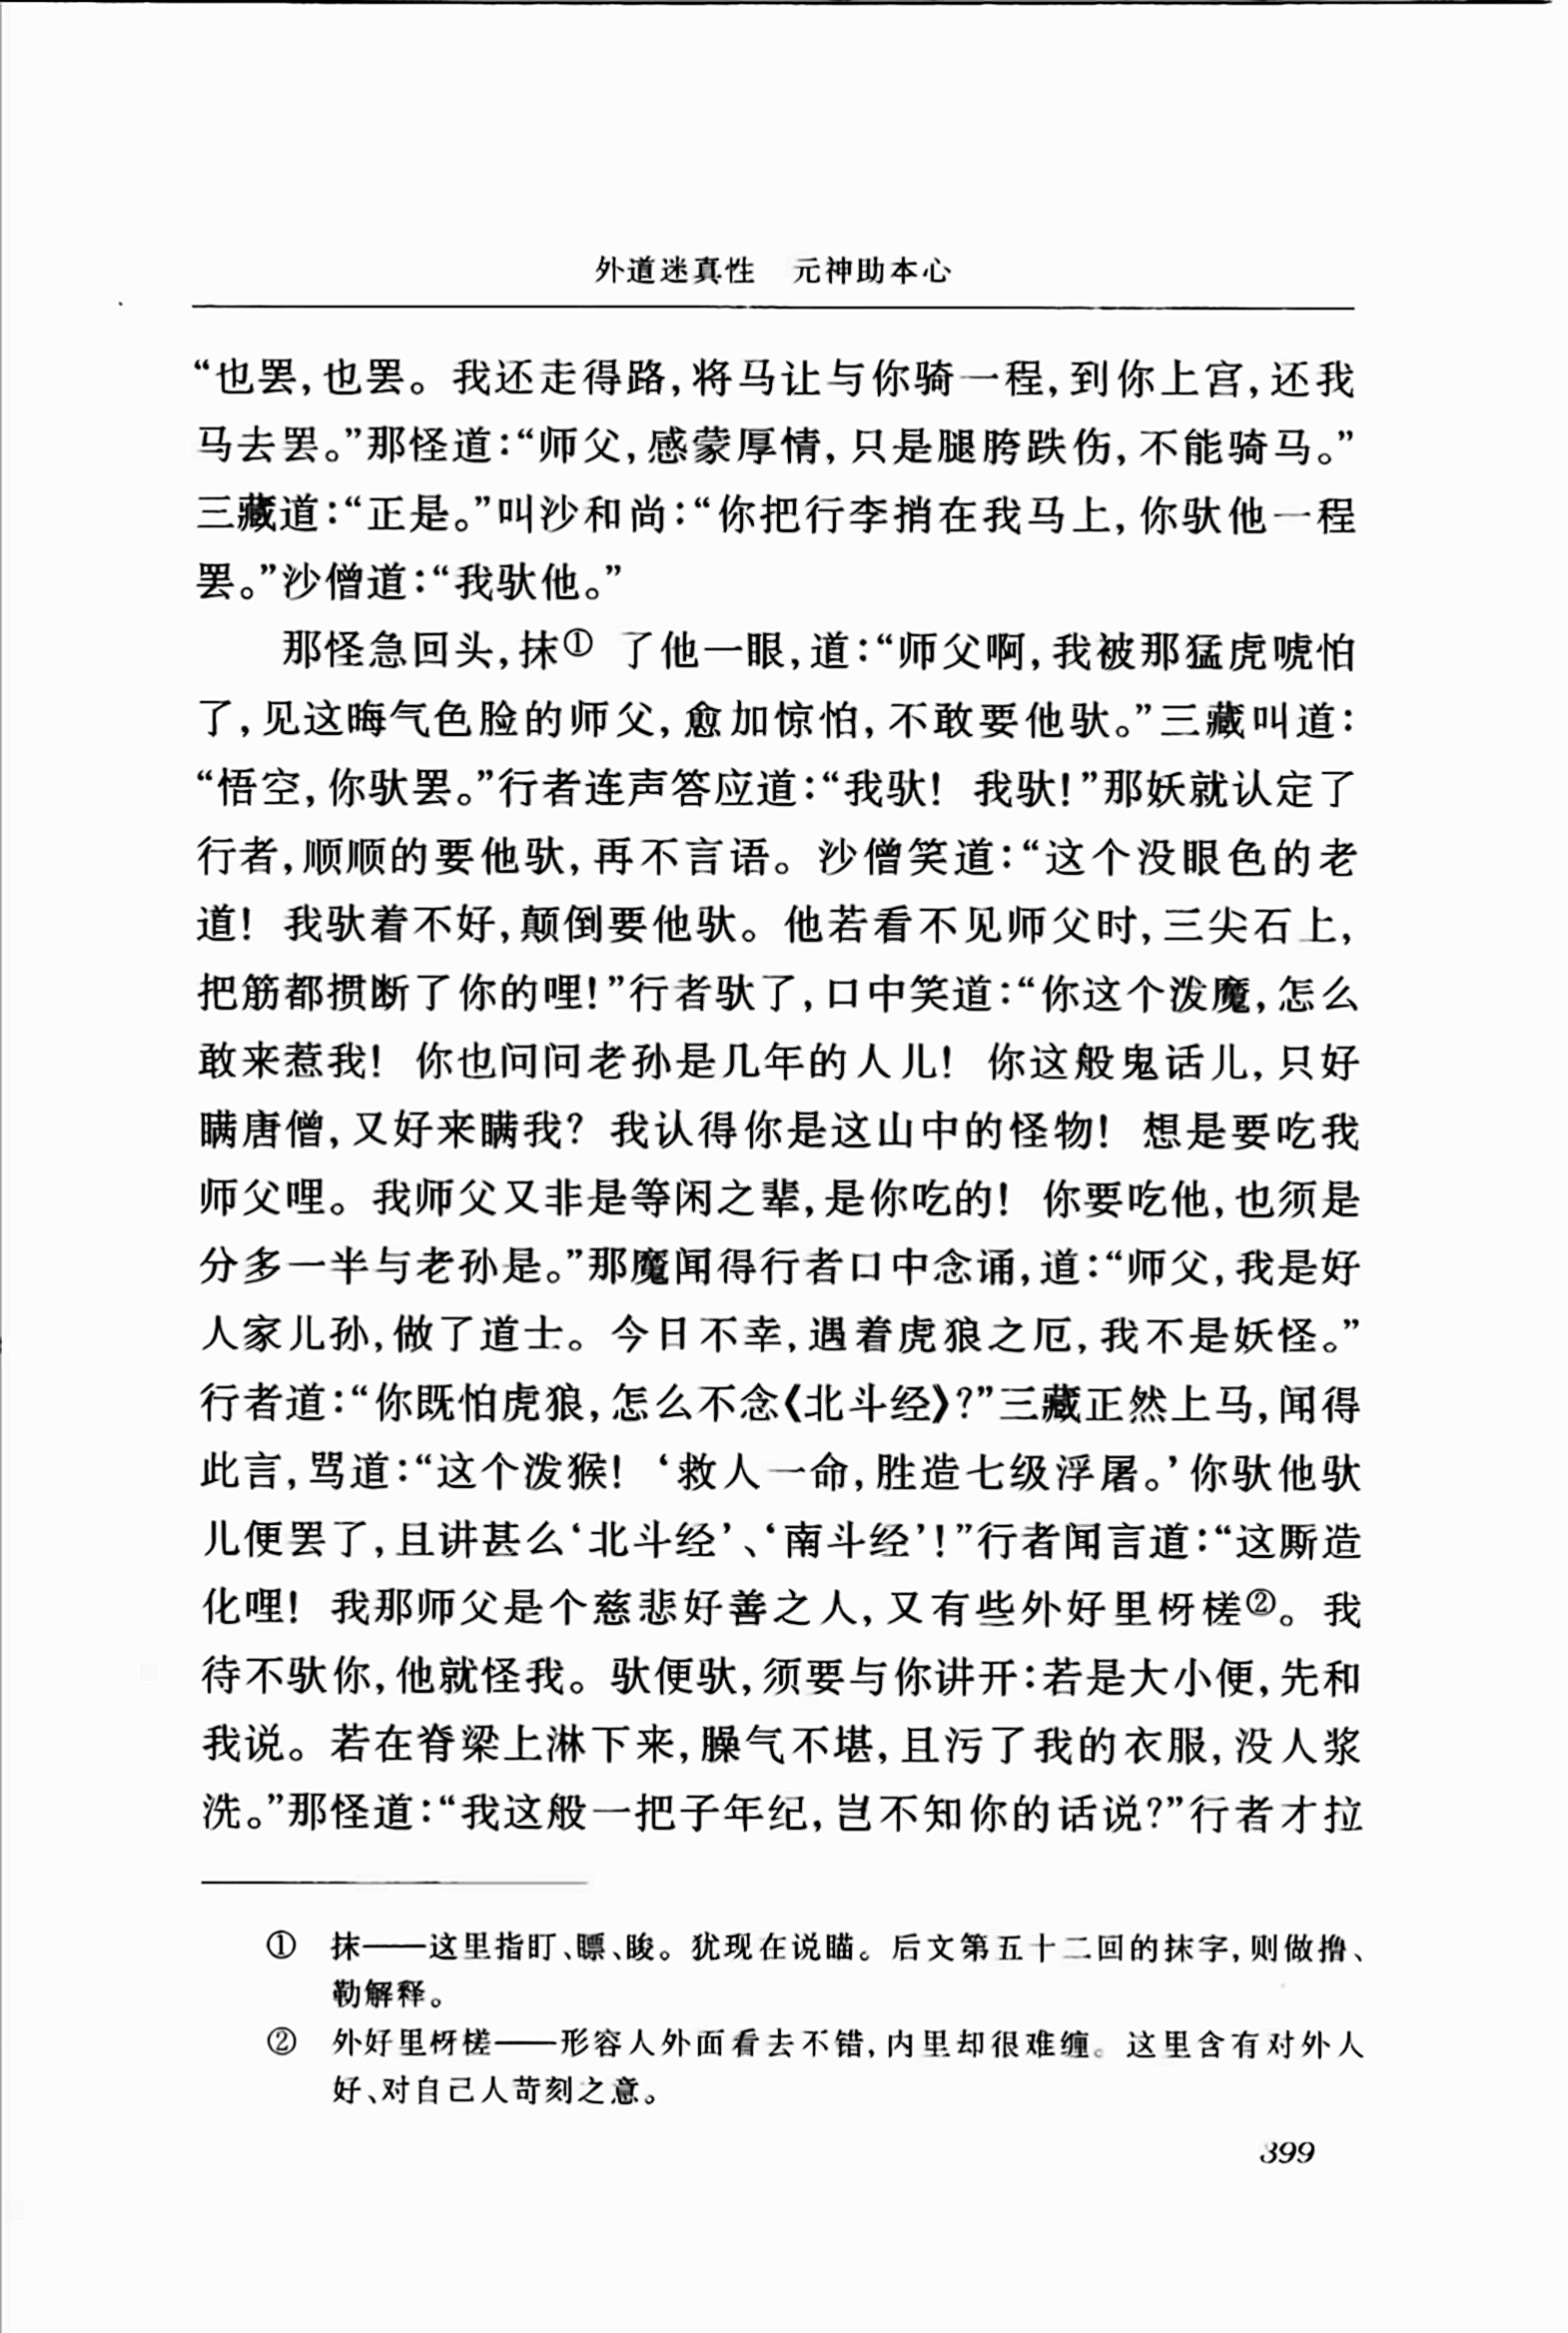 外道迷真性　元神助本心
“也罢，也罢。我还走得路，将马让与你骑一程，到你上宫，还我
马去罢。”那怪道：“师父，感蒙厚情，只是腿胯跌伤，不能骑马。”
三藏道：“正是。”叫沙和尚：“你把行李捎在我马上，你驮他一程
罢。”沙僧道：“我驮他。”
那怪急回头，抹① 了他一眼，道：“师父啊，我被那猛虎唬怕
了，见这晦气色脸的师父，愈加惊怕，不敢要他驮。”三藏叫道：
“悟空，你驮罢。”行者连声答应道：“我驮！我驮！”那妖就认定了
行者，顺顺的要他驮，再不言语。沙僧笑道：“这个没眼色的老
道！我驮着不好，颠倒要他驮。他若看不见师父时，三尖石上，
把筋都掼断了你的哩！”行者驮了，口中笑道：“你这个泼魔，怎么
敢来惹我！你也问问老孙是几年的人儿！你这般鬼话儿，只好
瞒唐僧，又好来瞒我？我认得你是这山中的怪物！想是要吃我
师父哩。我师父又非是等闲之辈，是你吃的！你要吃他，也须是
分多一半与老孙是。”那魔闻得行者口中念诵，道：“师父，我是好
人家儿孙，做了道士。今日不幸，遇着虎狼之厄，我不是妖怪。”
行者道：“你既怕虎狼，怎么不念《北斗经》？”三藏正然上马，闻得
此言，骂道：“这个泼猴！‘救人一命，胜造七级浮屠。’你驮他驮
儿便罢了，且讲甚么‘北斗经’、‘南斗经’！”行者闻言道：“这厮造
化哩！我那师父是个慈悲好善之人，又有些外好里枒槎②。我
待不驮你，他就怪我。驮便驮，须要与你讲开：若是大小便，先和
我说。若在脊梁上淋下来，臊气不堪，且污了我的衣服，没人浆
洗。”那怪道：“我这般一把子年纪，岂不知你的话说？”行者才拉
① 抹——这里指盯、瞟、睃。犹现在说瞄。后文第五十二回的抹字，则做撸、
勒解释。
② 外好里枒槎——形容人外面看去不错，内里却很难缠。这里含有对外人
好、对自己人苛刻之意。
399